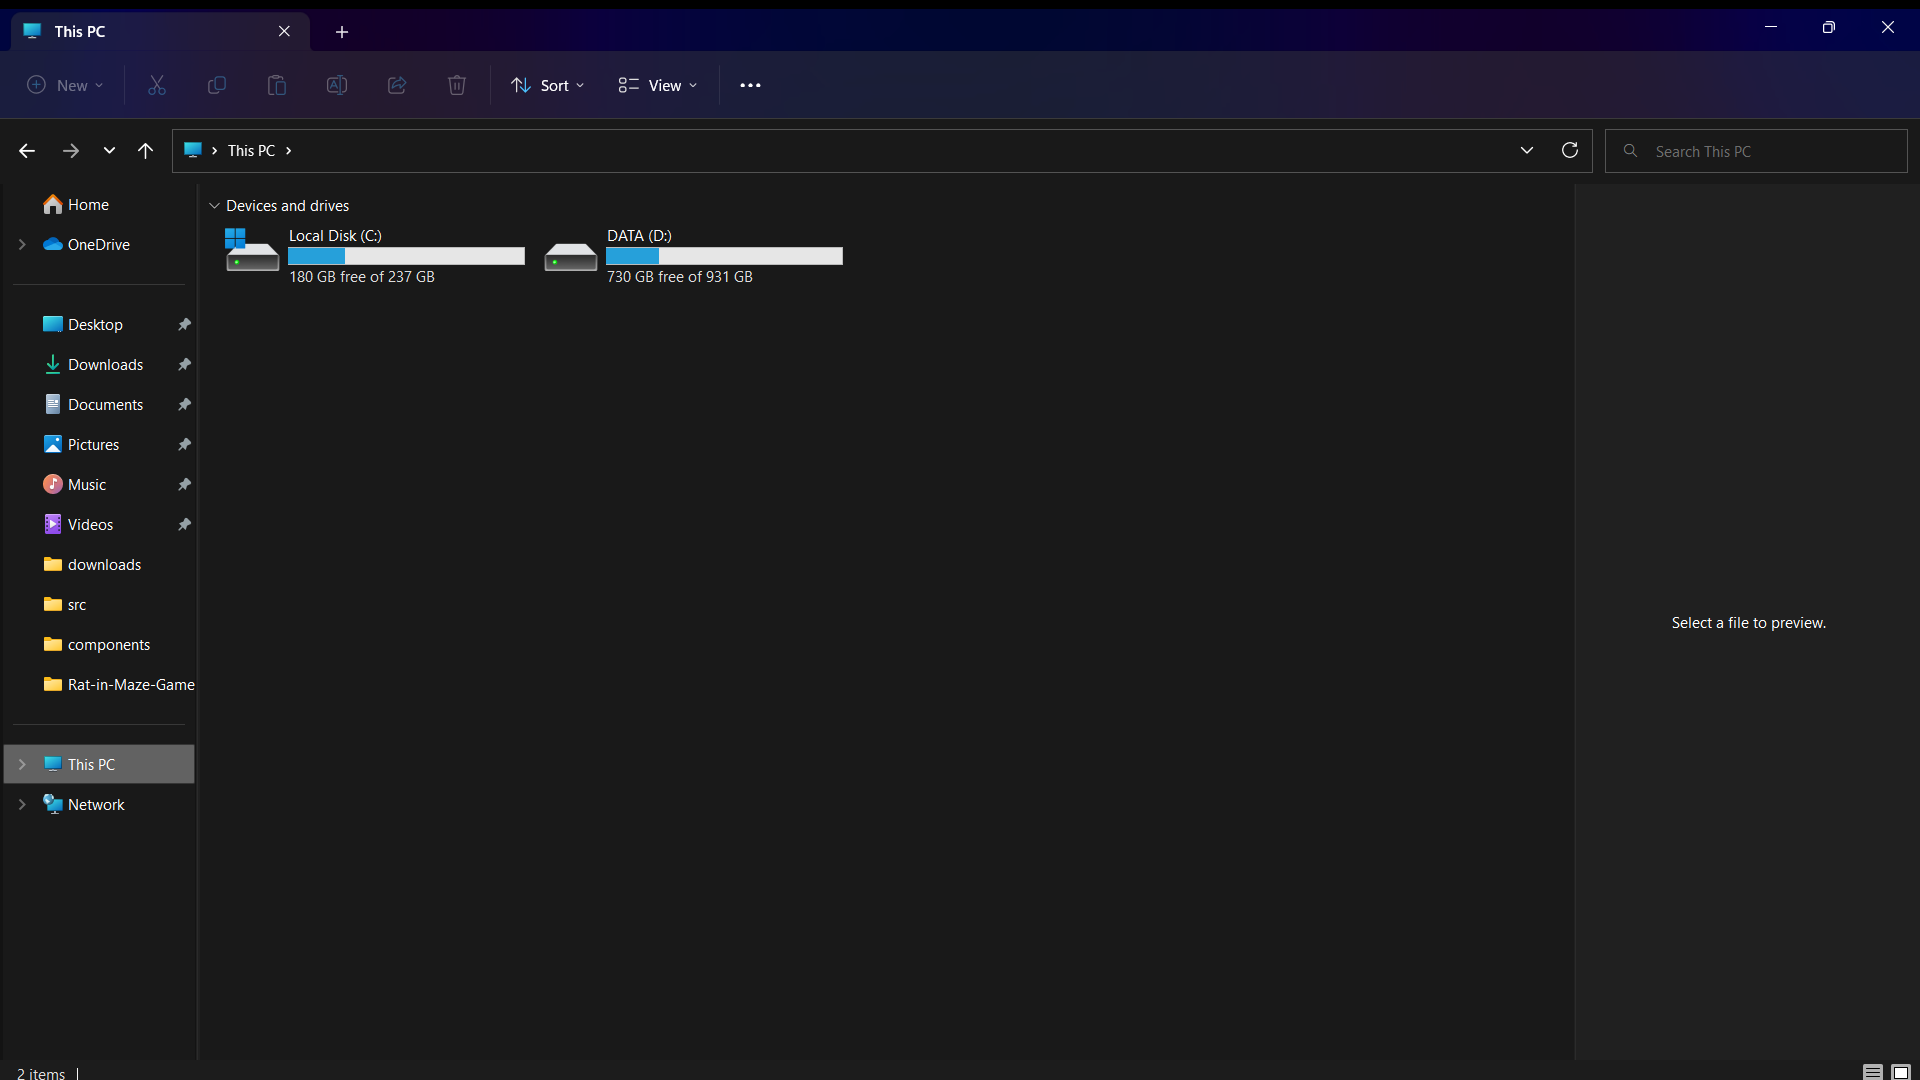 This PC
New
Sort
View
This PC
Search This PC
Home
OneDrive
Desktop
Downloads
Documents
Pictures
Music
Videos
downloads
src
components
Rat-in-Maze-Game
This PC
Network
Devices and drives
Local Disk (C:)
180 GB free of 237 GB
DATA (D:)
730 GB free of 931 GB
Select a file to preview.
2 items